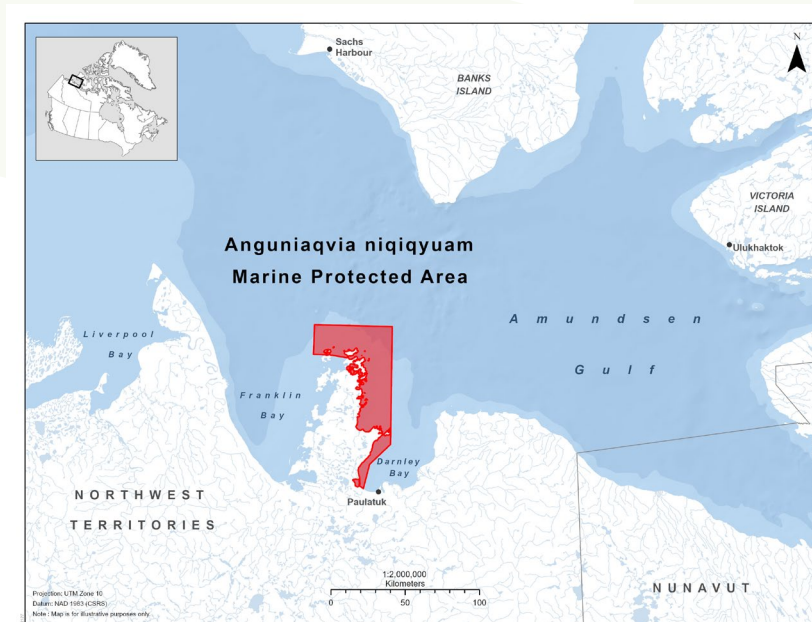 Sachs
Harbour
N
BANKS
ISLAND
VICTORIA
ISLAND
Ulukhaktok
Anguniaqvia niqiqyuam
Marine Protected Area
Amundsen
Gulf
Liverpool
Bay
Franklin
Bay
Darnley
Bay
Paulatuk
NORTHWEST
TERRITORIES
NUNAVUT
1:2,000,000
Kilometers
0 50 100
Projection: UTM Zone 10
Datum: NAD 1983 (CSRS)
Note : Map is for illustrative purposes only.